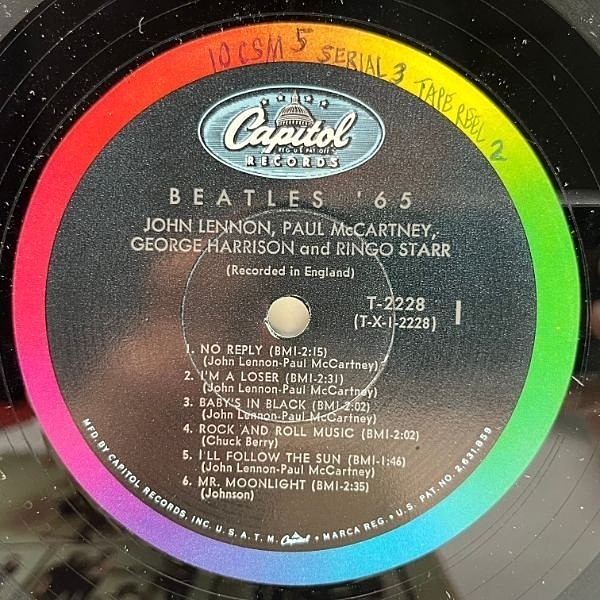 10 CSM 5 SERIAL 3 TAPE REEL 2
Capitol
REG. U.S. PAT. OFF.
RECORDS
BEATLES '65
JOHN LENNON, PAUL McCARTNEY,
GEORGE HARRISON and RINGO STARR
(Recorded in England)
T-2228 1
(T-X-1-2228)
1. NO REPLY (BMI-2:15)
(John Lennon-Paul McCartney)
2. I'M A LOSER (BMI-2:31)
(John Lennon-Paul McCartney)
3. BABY'S IN BLACK (BMI-2:02)
(John Lennon-Paul McCartney)
4. ROCK AND ROLL MUSIC (BMI-2:02)
(Chuck Berry)
5. I'LL FOLLOW THE SUN (BMI-1:46)
(John Lennon-Paul McCartney)
6. MR. MOONLIGHT (BMI-2:35)
(Johnson)
MFD. BY CAPITOL RECORDS, INC. U.S.A. T.M. Capitol • MARCA REG. • U.S. PAT. NO. 2,631,859